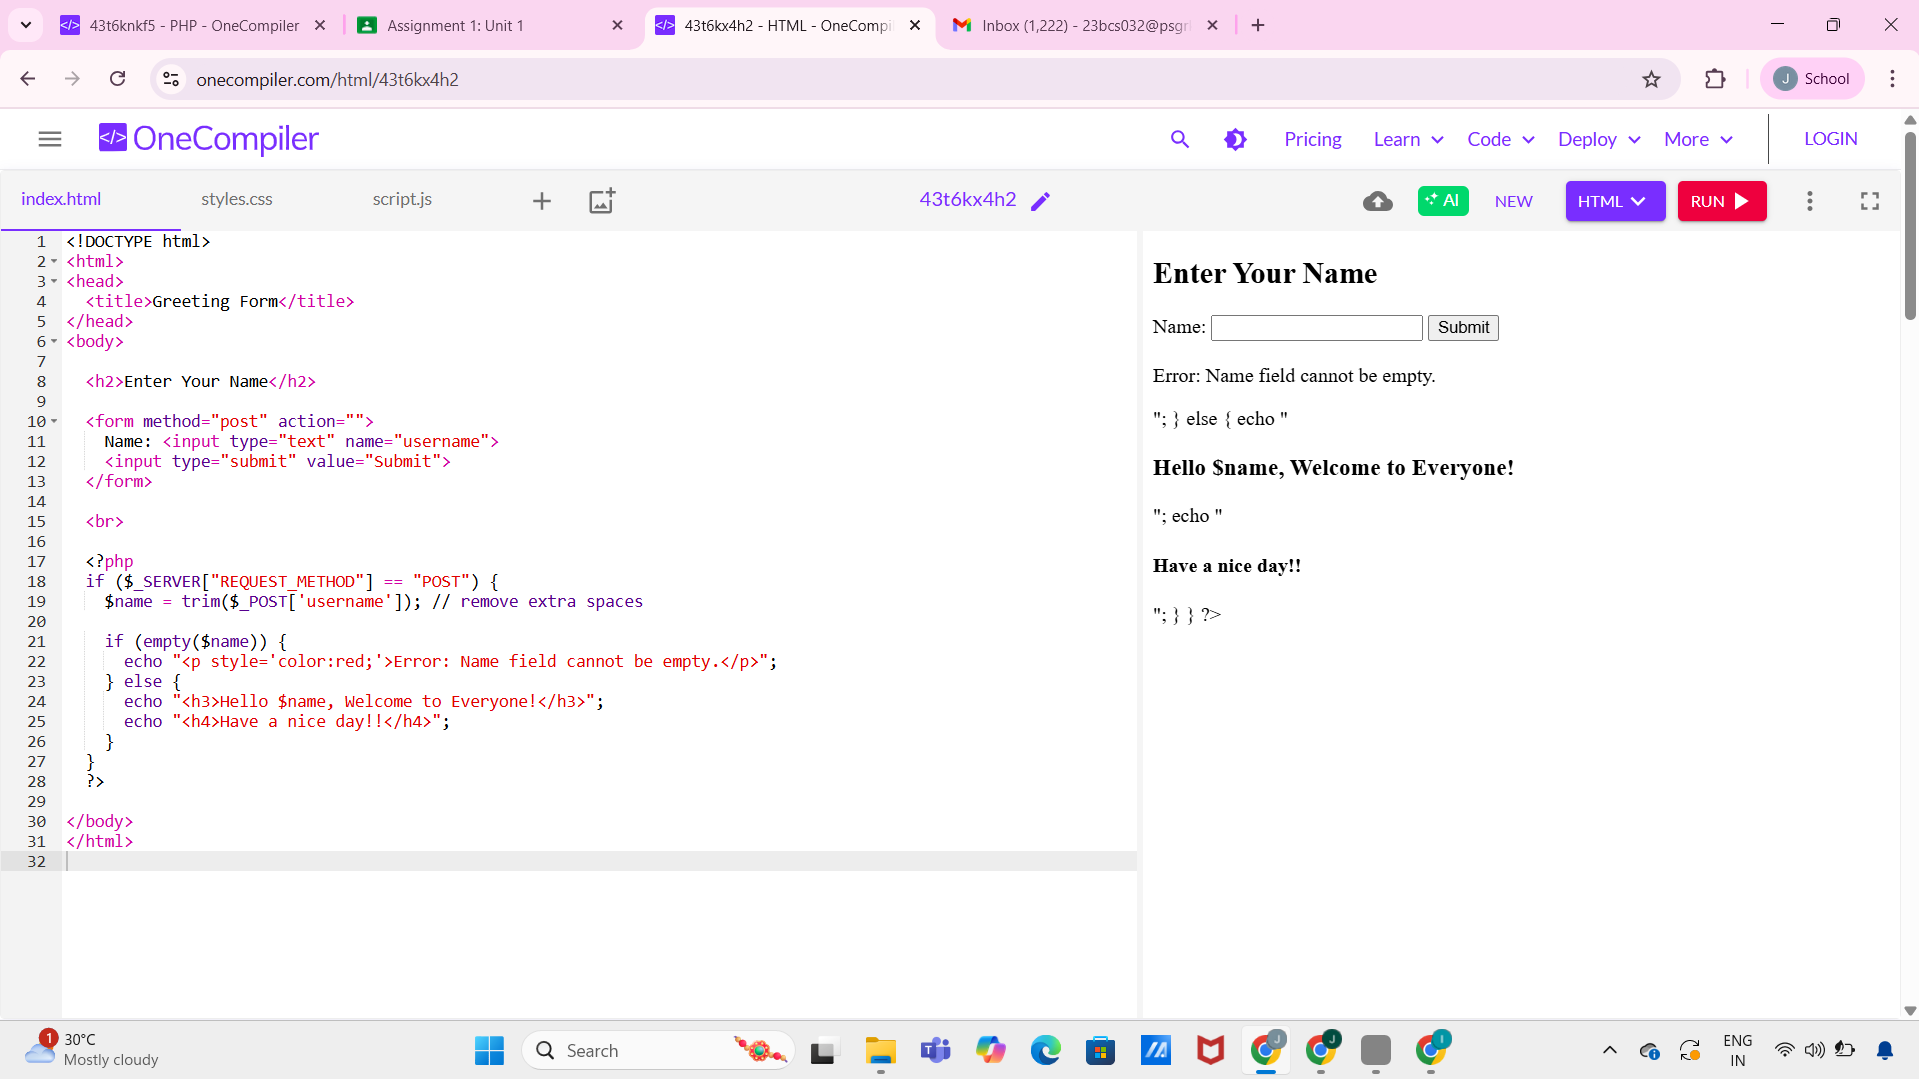 43t6knkf5 - PHP - OneCompiler
Assignment 1: Unit 1
43t6kx4h2 - HTML - OneCompi
Inbox (1,222) - 23bcs032@psgr
onecompiler.com/html/43t6kx4h2
J School
</> OneCompiler
Pricing Learn Code Deploy More LOGIN
index.html styles.css script.js
43t6kx4h2
AI NEW HTML RUN
1 <!DOCTYPE html>
2 <html>
3 <head>
4 <title>Greeting Form</title>
5 </head>
6 <body>
7
8 <h2>Enter Your Name</h2>
9
10 <form method="post" action="">
11 Name: <input type="text" name="username">
12 <input type="submit" value="Submit">
13 </form>
14
15 <br>
16
17 <?php
18 if ($_SERVER["REQUEST_METHOD"] == "POST") {
19 $name = trim($_POST['username']); // remove extra spaces
20
21 if (empty($name)) {
22 echo "<p style='color:red;'>Error: Name field cannot be empty.</p>";
23 } else {
24 echo "<h3>Hello $name, Welcome to Everyone!</h3>";
25 echo "<h4>Have a nice day!!</h4>";
26 }
27 }
28 ?>
29
30 </body>
31 </html>
32
Enter Your Name
Name: Submit
Error: Name field cannot be empty.
"; } else { echo "
Hello $name, Welcome to Everyone!
"; echo "
Have a nice day!!
"; } } ?>
1
30°C
Mostly cloudy
Search
J
J
I
ENG
IN